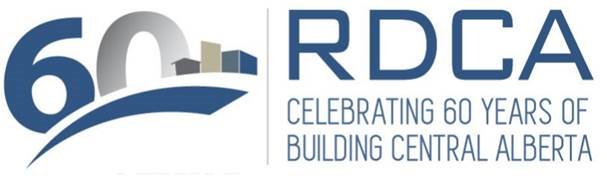 60
RDCA
CELEBRATING 60 YEARS OF
BUILDING CENTRAL ALBERTA